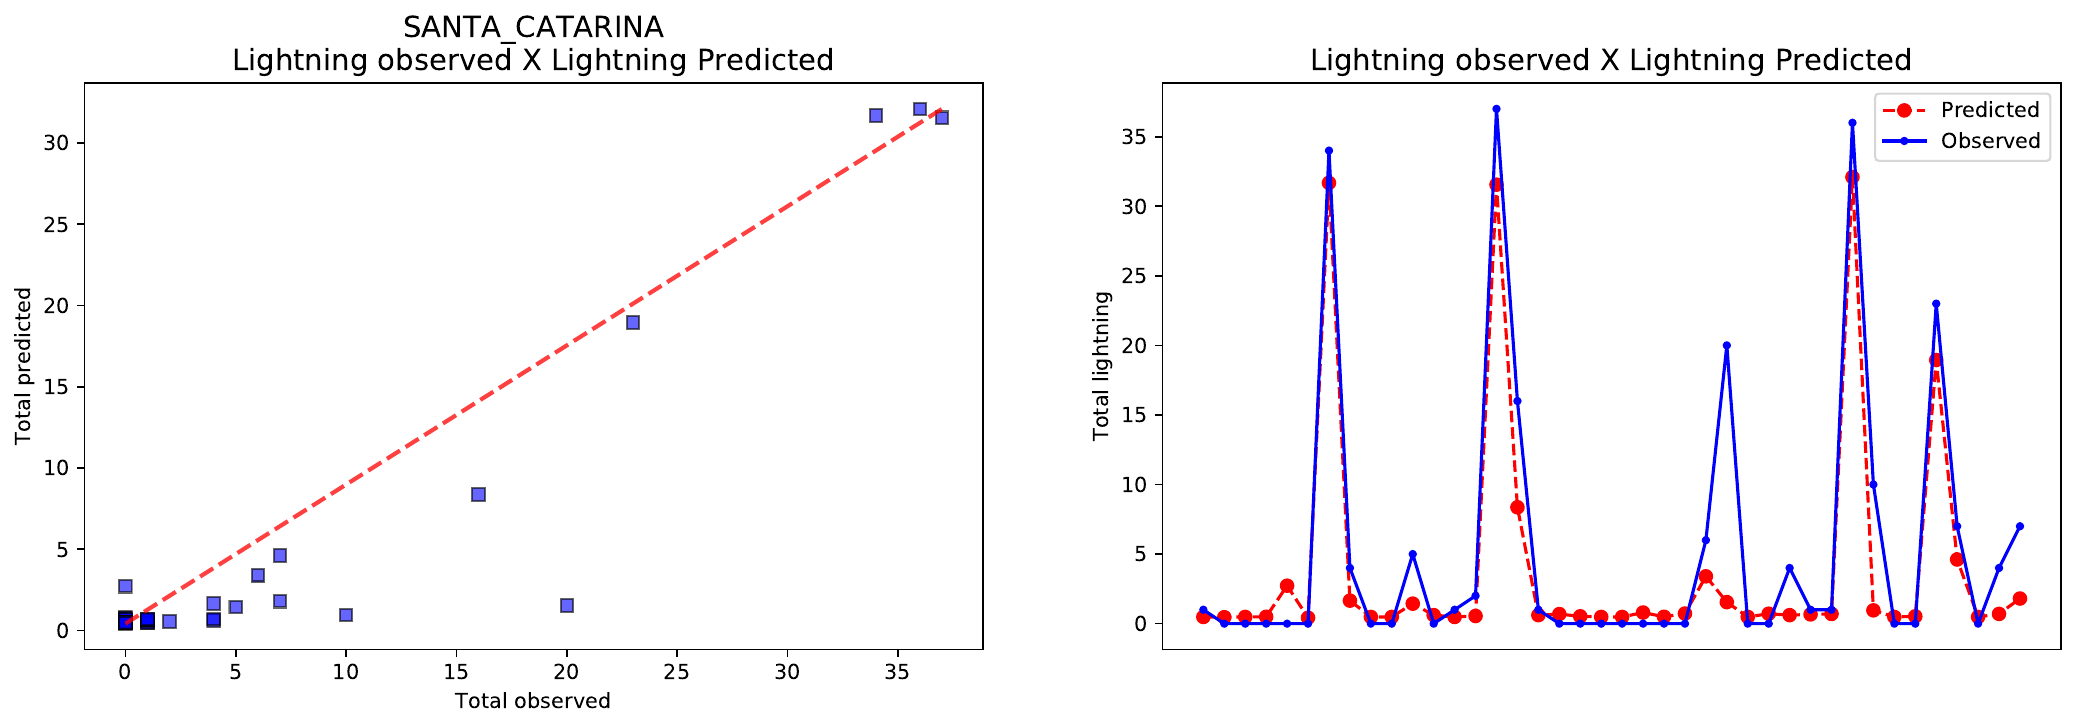 SANTA_CATARINA
Lightning observed X Lightning Predicted
Total predicted
30
25
20
15
10
5
0
0 5 10 15 20 25 30 35
Total observed
Lightning observed X Lightning Predicted
Predicted
Observed
Total lightning
35
30
25
20
15
10
5
0